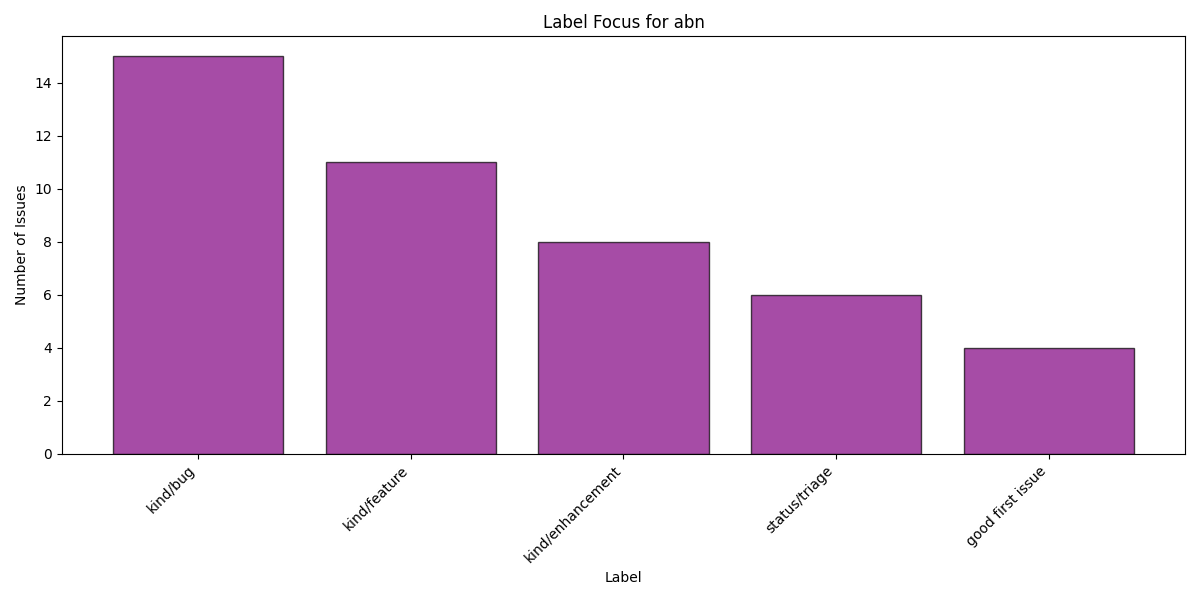 Label Focus for abn
Number of Issues
14
12
10
8
6
4
2
0
kind/bug
kind/feature
kind/enhancement
status/triage
good first issue
Label